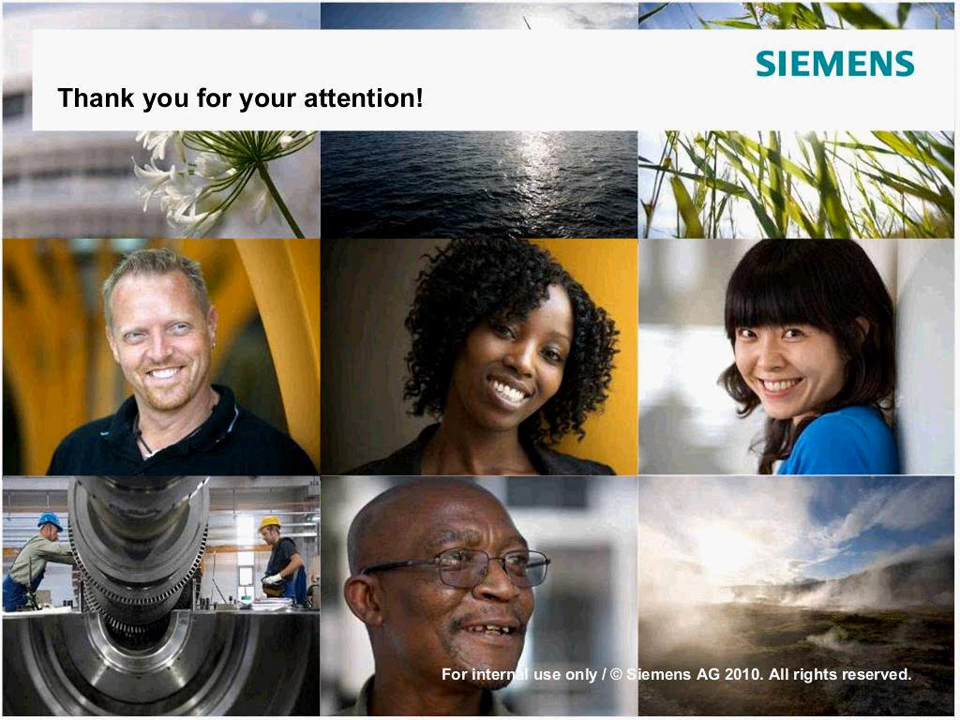 SIEMENS
Thank you for your attention!
For internal use only / © Siemens AG 2010. All rights reserved.